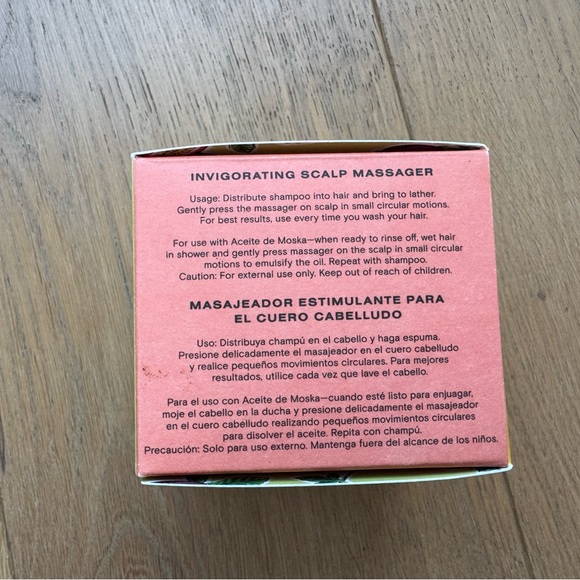 INVIGORATING SCALP MASSAGER
Usage: Distribute shampoo into hair and bring to lather.
Gently press the massager on scalp in small circular motions.
For best results, use every time you wash your hair.
For use with Aceite de Moska—when ready to rinse off, wet hair
in shower and gently press massager on the scalp in small circular
motions to emulsify the oil. Repeat with shampoo.
Caution: For external use only. Keep out of reach of children.
MASAJEADOR ESTIMULANTE PARA
EL CUERO CABELLUDO
Uso: Distribuya champú en el cabello y haga espuma.
Presione delicadamente el masajeador en el cuero cabelludo
y realice pequeños movimientos circulares. Para mejores
resultados, utilice cada vez que lave el cabello.
Para el uso con Aceite de Moska—cuando esté listo para enjuagar,
moje el cabello en la ducha y presione delicadamente el masajeador
en el cuero cabelludo realizando pequeños movimientos circulares
para disolver el aceite. Repita con champú.
Precaución: Solo para uso externo. Mantenga fuera del alcance de los niños.